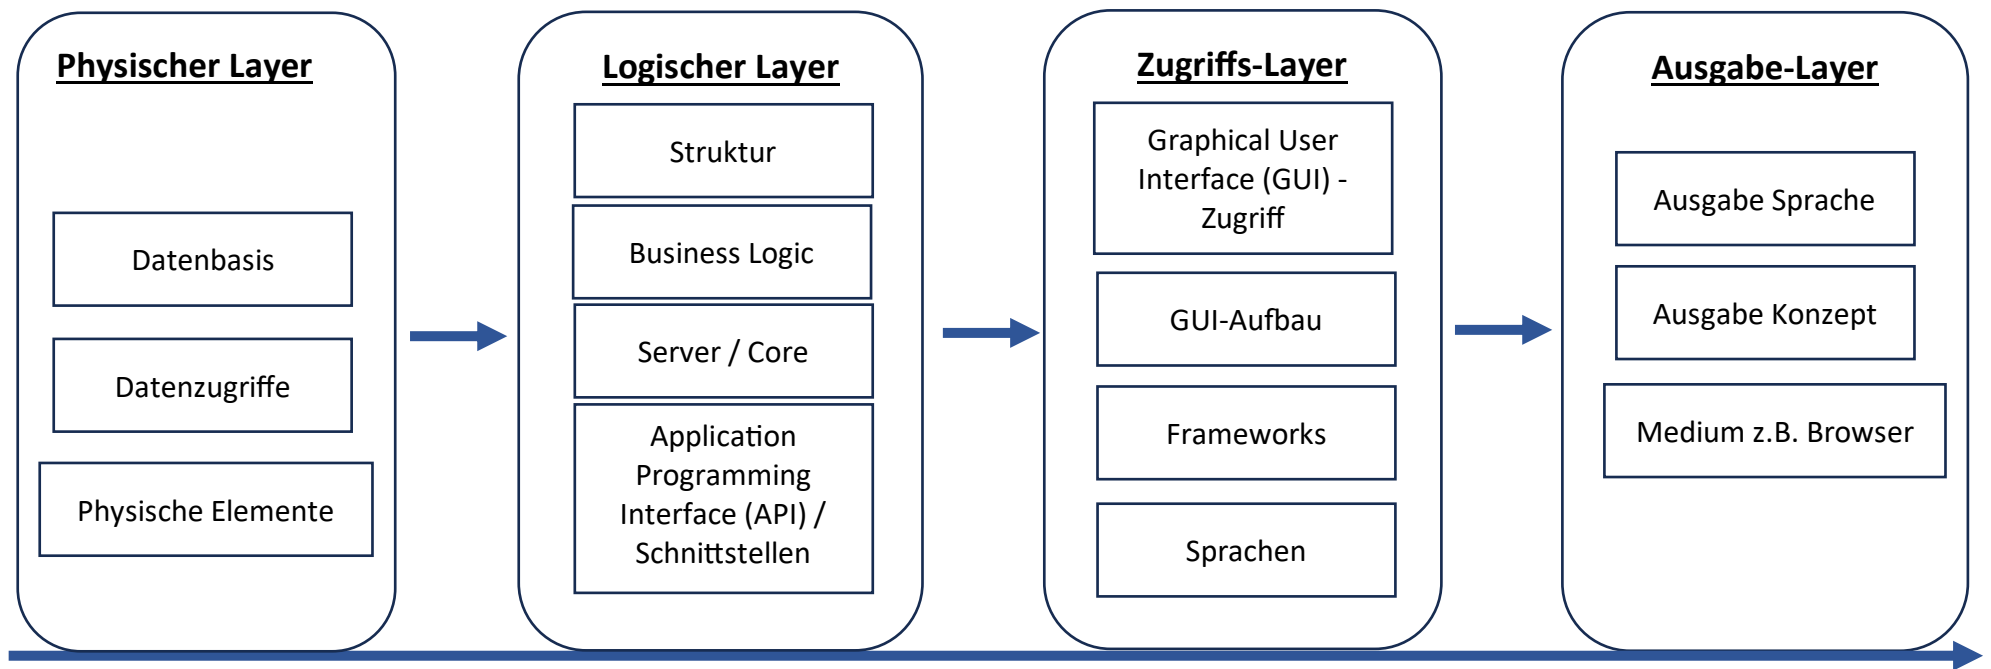 Physischer Layer
Datenbasis
Datenzugriffe
Physische Elemente
Logischer Layer
Struktur
Business Logic
Server / Core
Application
Programming
Interface (API) /
Schnittstellen
Zugriffs-Layer
Graphical User
Interface (GUI) -
Zugriff
GUI-Aufbau
Frameworks
Sprachen
Ausgabe-Layer
Ausgabe Sprache
Ausgabe Konzept
Medium z.B. Browser